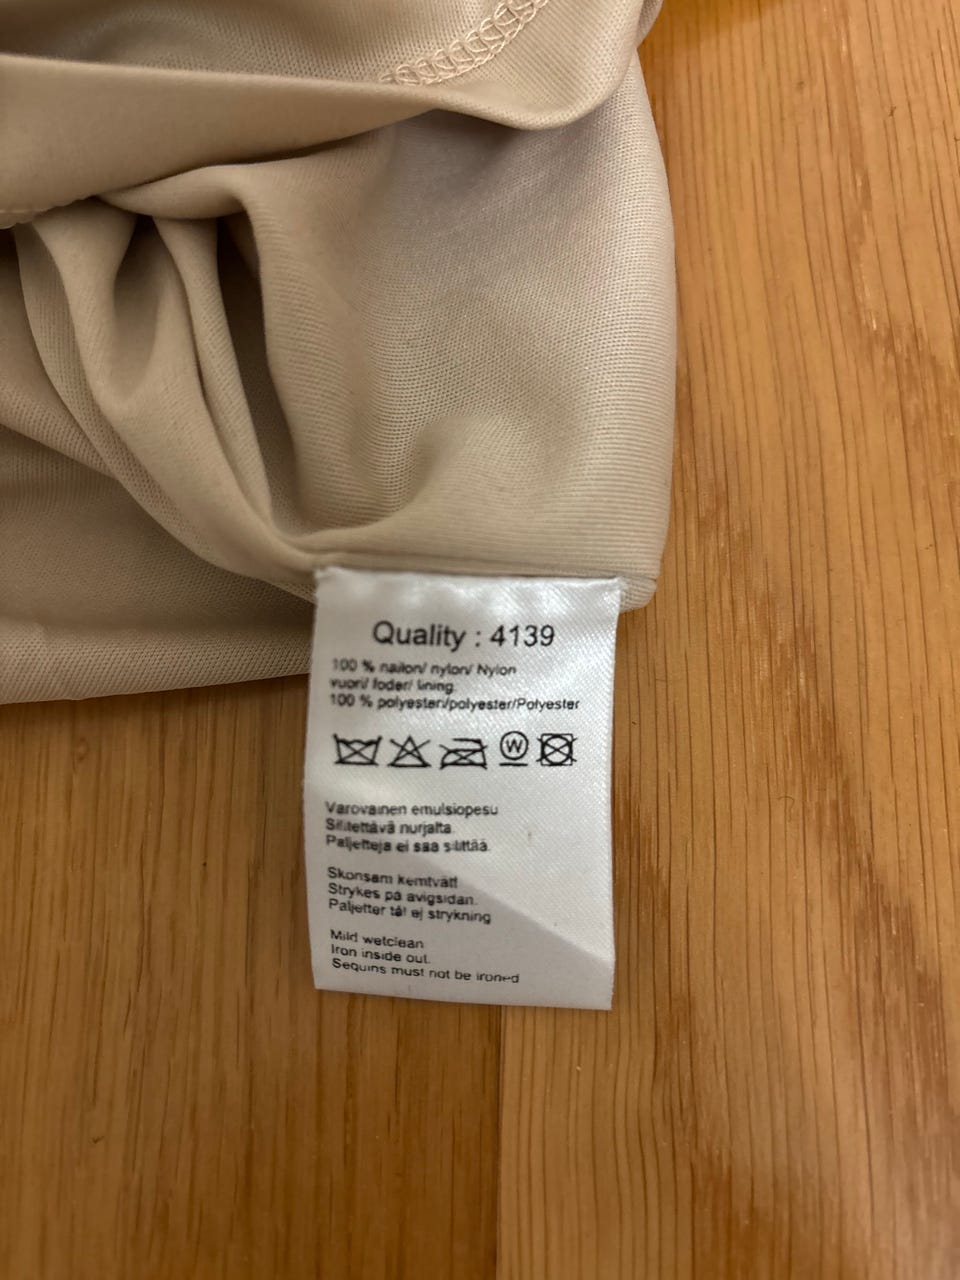 Quality : 4139
100 % nailon/ nylon/ Nylon
vuori/ foder/ lining
100 % polyesteri/polyester/Polyester
W
Varovainen emulsiopesu
Silitettävä nurjalta
Paljetteja ei saa silittää.
Skonsam kemtvätt
Strykes på avigsidan.
Paljetter tål ej strykning
Mild wetclean
Iron inside out.
Sequins must not be ironed